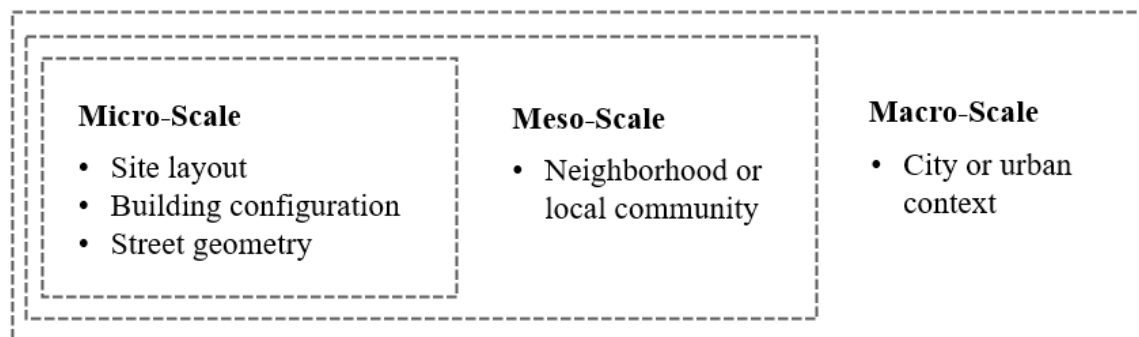 Micro-Scale
• Site layout
• Building configuration
• Street geometry
Meso-Scale
• Neighborhood or
local community
Macro-Scale
• City or urban
context